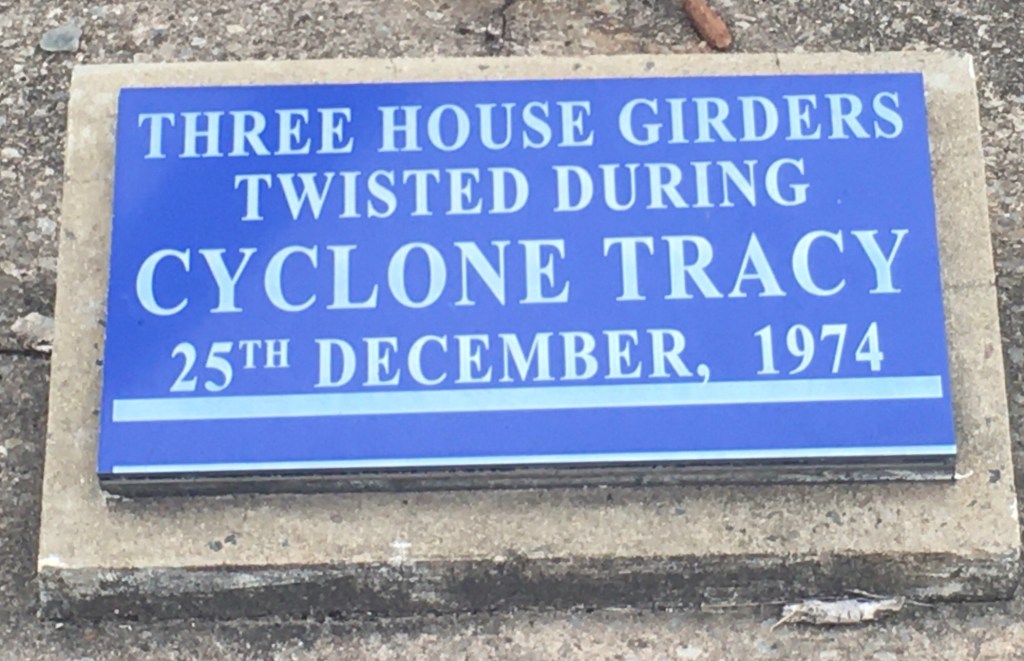 THREE HOUSE GIRDERS
TWISTED DURING
CYCLONE TRACY
25TH DECEMBER, 1974